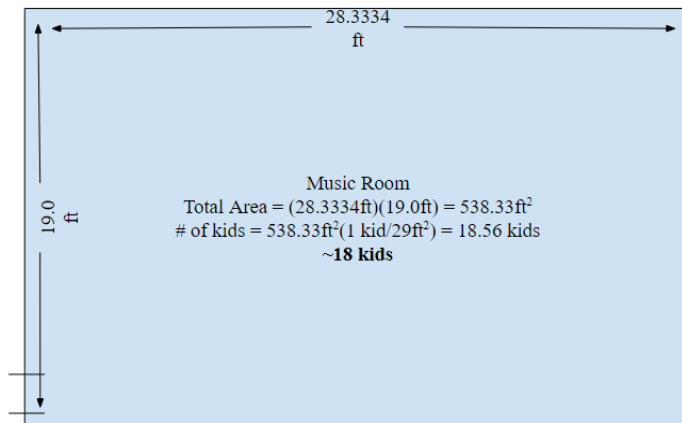 28.3334
ft
19.0
ft
Music Room
Total Area = (28.3334ft)(19.0ft) = 538.33ft²
# of kids = 538.33ft²(1 kid/29ft²) = 18.56 kids
~18 kids